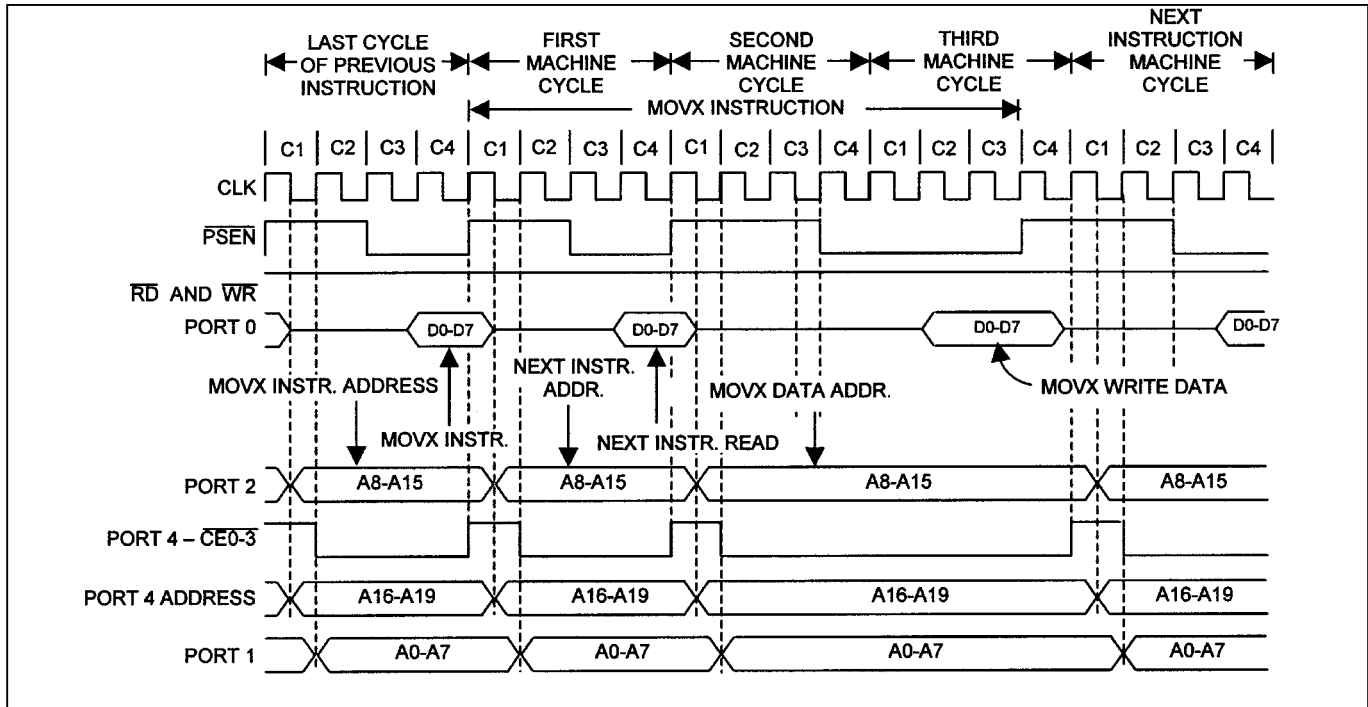 LAST CYCLE
OF PREVIOUS
INSTRUCTION
FIRST
MACHINE
CYCLE
SECOND
MACHINE
CYCLE
THIRD
MACHINE
CYCLE
NEXT
INSTRUCTION
MACHINE
CYCLE
MOVX INSTRUCTION
C1 C2 C3 C4 C1 C2 C3 C4 C1 C2 C3 C4 C1 C2 C3 C4 C1 C2 C3 C4
CLK
PSEN
RD AND WR
PORT 0 D0-D7 D0-D7 D0-D7 D0-D7
MOVX INSTR. ADDRESS
NEXT INSTR.
ADDR.
MOVX DATA ADDR.
MOVX WRITE DATA
MOVX INSTR.
NEXT INSTR. READ
PORT 2 A8-A15 A8-A15 A8-A15 A8-A15
PORT 4 – CE0-3
PORT 4 ADDRESS A16-A19 A16-A19 A16-A19 A16-A19
PORT 1 A0-A7 A0-A7 A0-A7 A0-A7